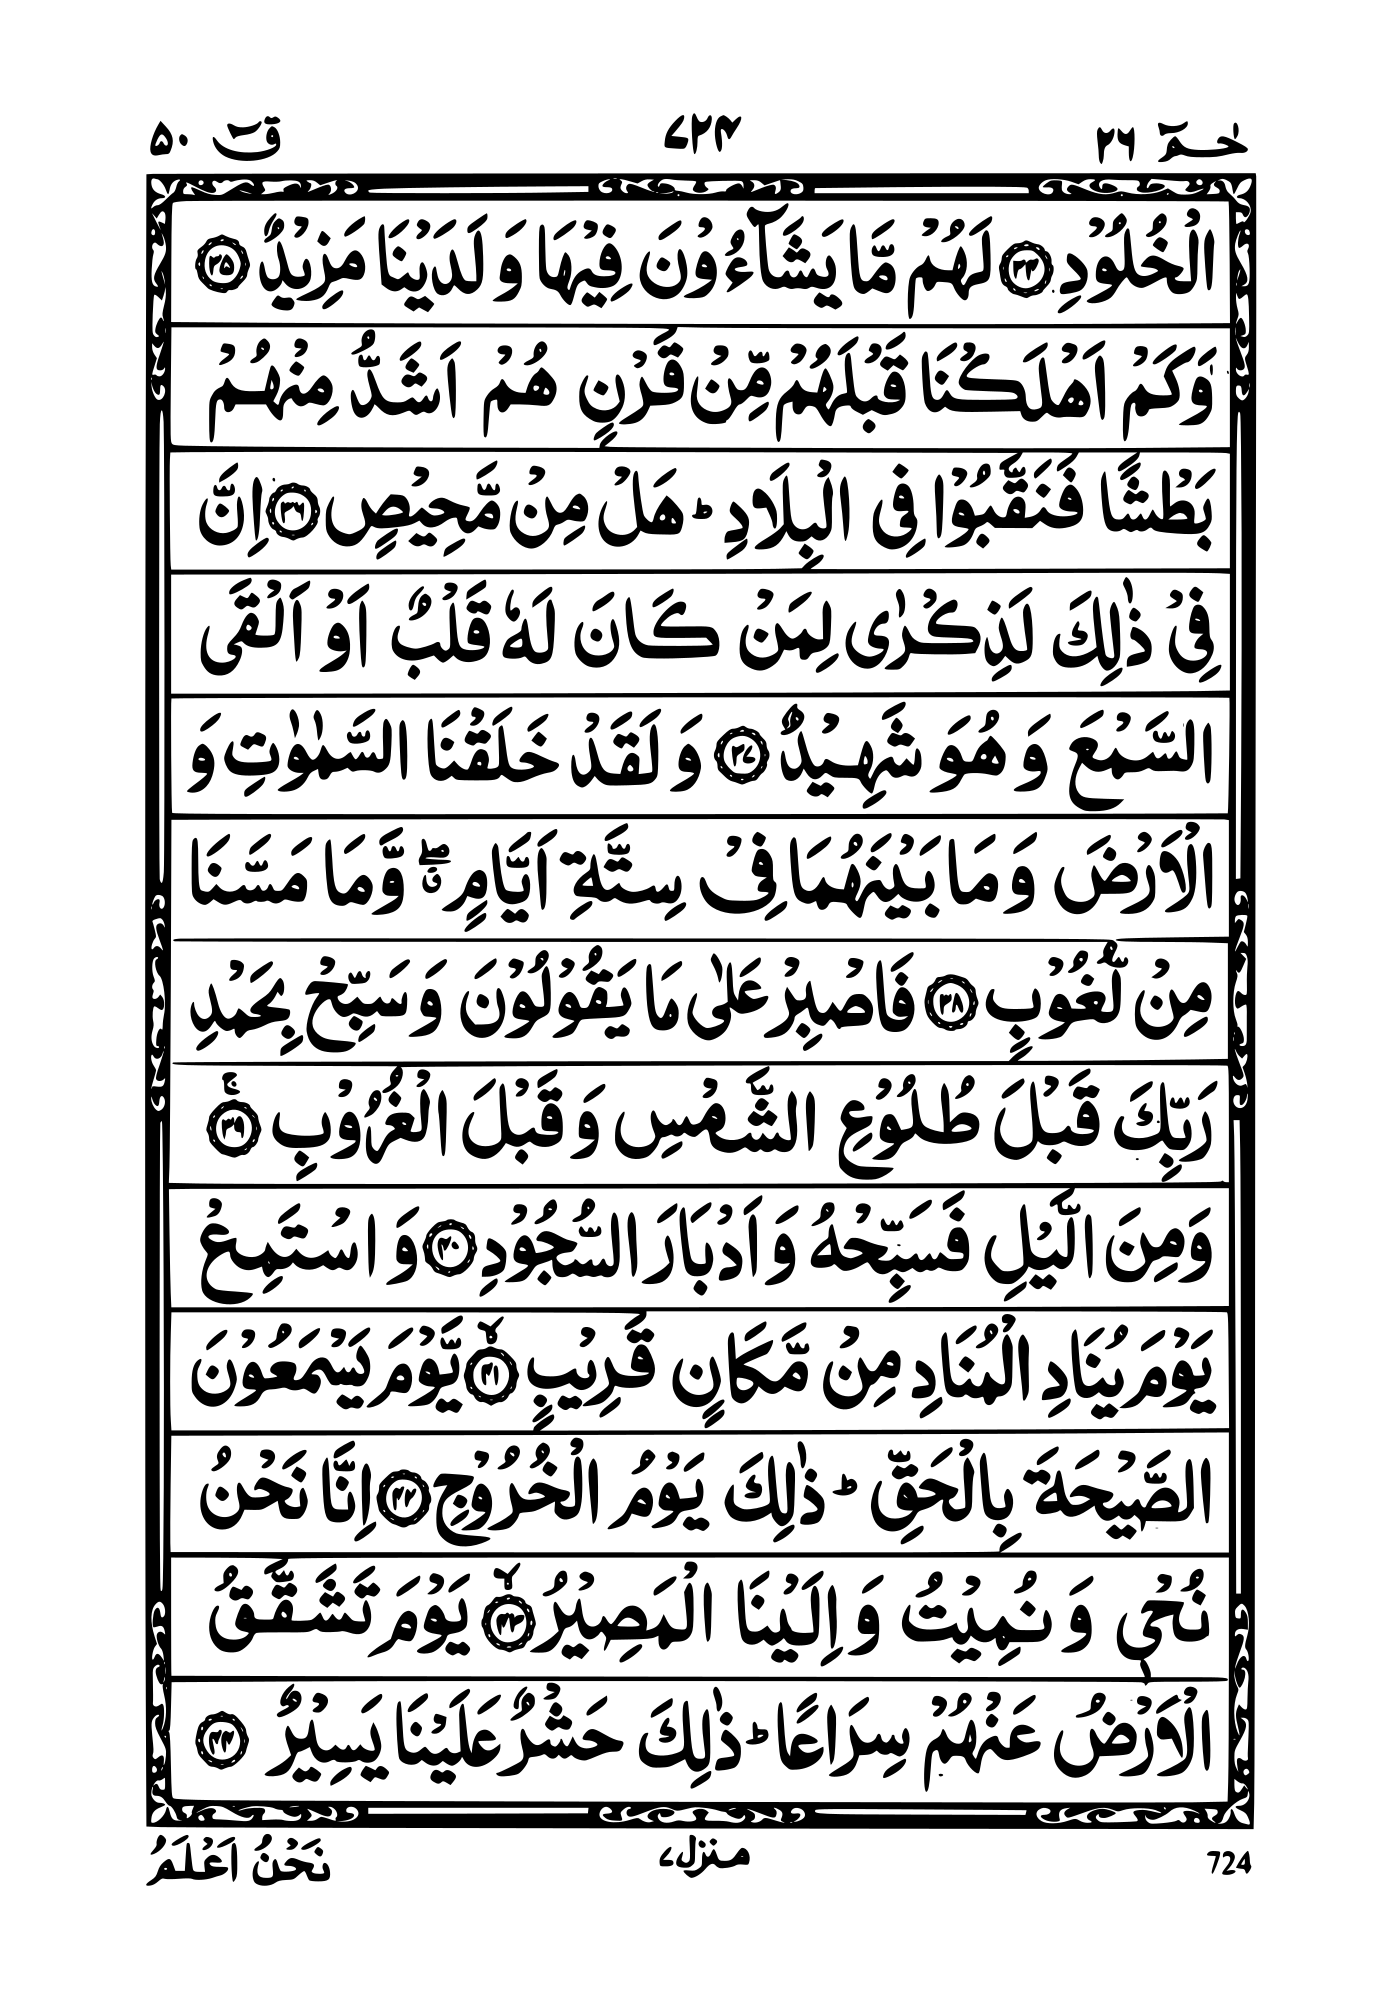 حٰمٓ ۲۶ ۷۲۴ قٓ ۵۰
الْخُلُوْدِ ﴿۳۴﴾ لَهُمْ مَّا يَشَآءُوْنَ فِيْهَا وَ لَدَيْنَا مَزِيْدٌ ﴿۳۵﴾
وَكَمْ اَهْلَكْنَا قَبْلَهُمْ مِّنْ قَرْنٍ هُمْ اَشَدُّ مِنْهُمْ
بَطْشًا فَنَقَّبُوْا فِي الْبِلَادِ ؕ هَلْ مِنْ مَّحِيْصٍ ﴿۳۶﴾ اِنَّ
فِيْ ذٰلِكَ لَذِكْرٰى لِمَنْ كَانَ لَهٗ قَلْبٌ اَوْ اَلْقَى
السَّمْعَ وَ هُوَ شَهِيْدٌ ﴿۳۷﴾ وَ لَقَدْ خَلَقْنَا السَّمٰوٰتِ وَ
الْاَرْضَ وَ مَا بَيْنَهُمَا فِيْ سِتَّةِ اَيَّامٍ ۖۗ وَّ مَا مَسَّنَا
مِنْ لُّغُوْبٍ ﴿۳۸﴾ فَاصْبِرْ عَلٰى مَا يَقُوْلُوْنَ وَ سَبِّحْ بِحَمْدِ
رَبِّكَ قَبْلَ طُلُوْعِ الشَّمْسِ وَ قَبْلَ الْغُرُوْبِ ﴿۳۹﴾ۚ
وَ مِنَ الَّيْلِ فَسَبِّحْهُ وَ اَدْبَارَ السُّجُوْدِ ﴿۴۰﴾ وَ اسْتَمِعْ
يَوْمَ يُنَادِ الْمُنَادِ مِنْ مَّكَانٍ قَرِيْبٍ ﴿۴۱﴾ۙ يَّوْمَ يَسْمَعُوْنَ
الصَّيْحَةَ بِالْحَقِّ ؕ ذٰلِكَ يَوْمُ الْخُرُوْجِ ﴿۴۲﴾ اِنَّا نَحْنُ
نُحْيٖ وَ نُمِيْتُ وَ اِلَيْنَا الْمَصِيْرُ ﴿۴۳﴾ۙ يَوْمَ تَشَقَّقُ
الْاَرْضُ عَنْهُمْ سِرَاعًا ؕ ذٰلِكَ حَشْرٌ عَلَيْنَا يَسِيْرٌ ﴿۴۴﴾
724 منزل۷ نَحْنُ اَعْلَمُ